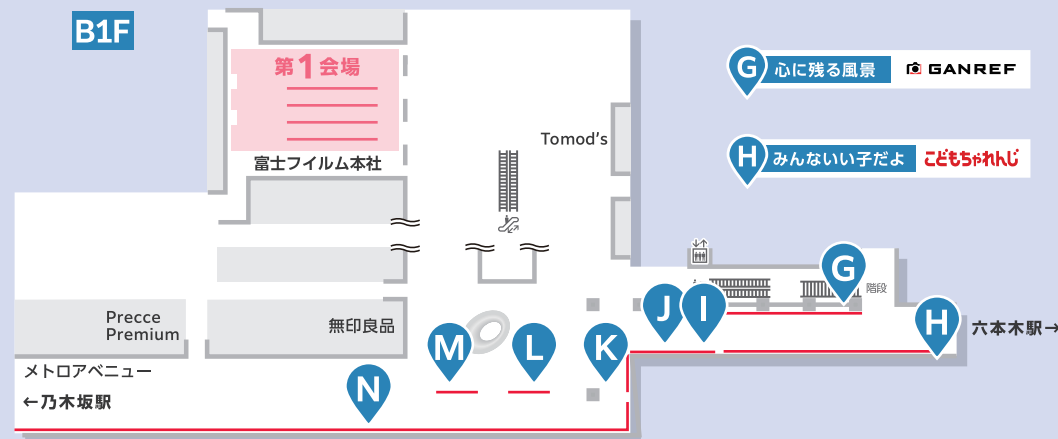 B1F
第1会場
富士フイルム本社
Tomod's
G 心に残る風景 GANREF
H みんないい子だよ こどもちゃれんじ
G
階段
J
I
H
六本木駅→
Precce
Premium
無印良品
M
L
K
メトロアベニュー
←乃木坂駅
N